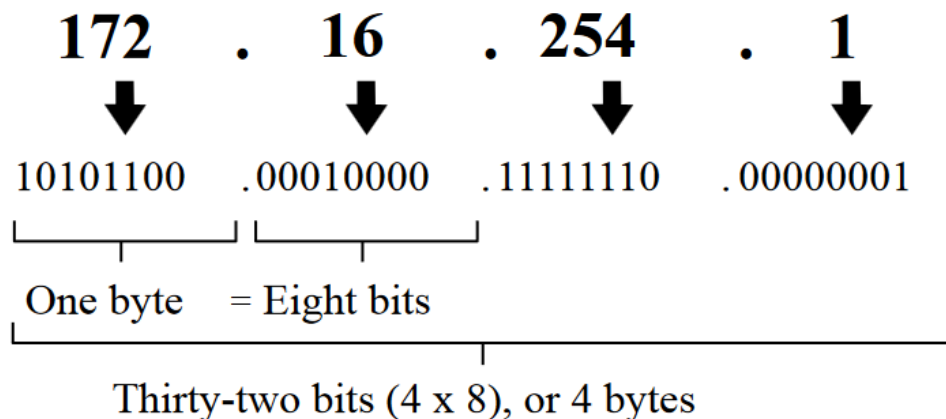 172 . 16 . 254 . 1
10101100 .00010000 .11111110 .00000001
One byte = Eight bits
Thirty-two bits (4 x 8), or 4 bytes